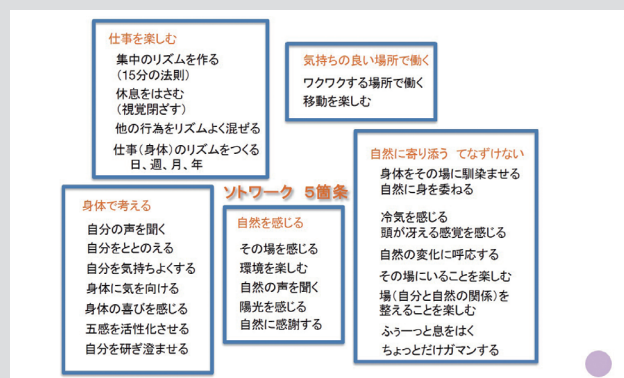 仕事を楽しむ
集中のリズムを作る
(15分の法則)
休息をはさむ
(視覚閉ざす)
他の行為をリズムよく混ぜる
仕事(身体)のリズムをつくる
日、週、月、年
気持ちの良い場所で働く
ワクワクする場所で働く
移動を楽しむ
ソトワーク 5箇条
身体で考える
自分の声を聞く
自分をととのえる
自分を気持ちよくする
身体に気を向ける
身体の喜びを感じる
五感を活性化させる
自分を研ぎ澄ませる
自然を感じる
その場を感じる
環境を楽しむ
自然の声を聞く
陽光を感じる
自然に感謝する
自然に寄り添う てなずけない
身体をその場に馴染ませる
自然に身を委ねる
冷気を感じる
頭が冴える感覚を感じる
自然の変化に呼応する
その場にいることを楽しむ
場(自分と自然の関係)を
整えることを楽しむ
ふぅーっと息をはく
ちょっとだけガマンする